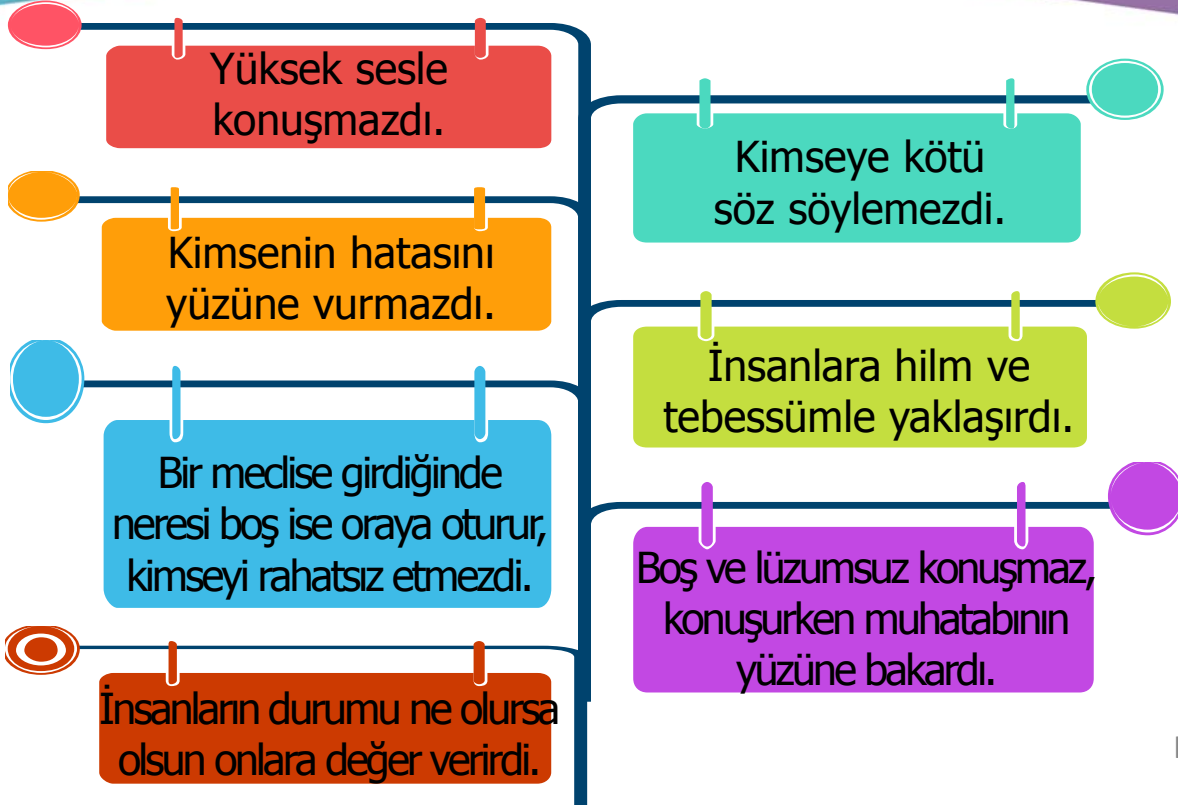 Yüksek sesle
konuşmazdı.
Kimseye kötü
söz söylemezdi.
Kimsenin hatasını
yüzüne vurmazdı.
İnsanlara hilm ve
tebessümle yaklaşırdı.
Bir meclise girdiğinde
neresi boş ise oraya oturur,
kimseyi rahatsız etmezdi.
Boş ve lüzumsuz konuşmaz,
konuşurken muhatabının
yüzüne bakardı.
İnsanların durumu ne olursa
olsun onlara değer verirdi.